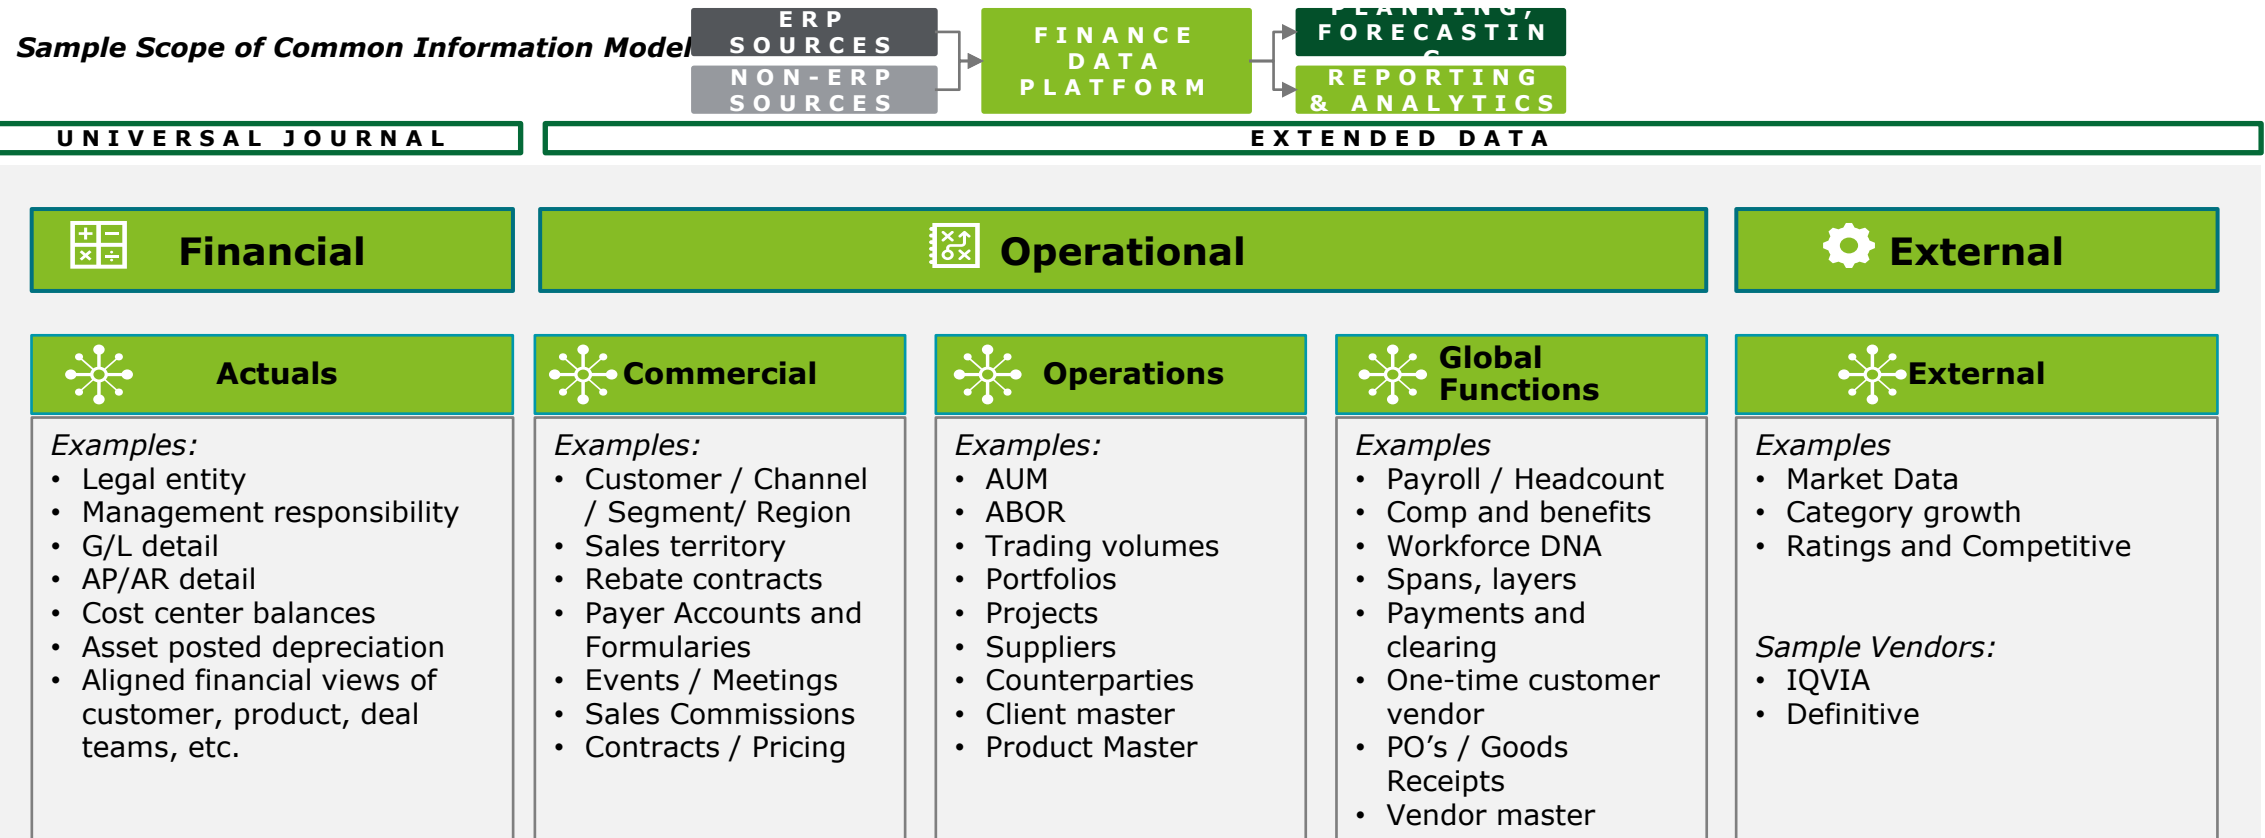 Sample Scope of Common Information Model
ERP
SOURCES
NON-ERP
SOURCES
FINANCE
DATA
PLATFORM
PLANNING,
FORECASTIN
G
REPORTING
& ANALYTICS
UNIVERSAL JOURNAL
EXTENDED DATA
Financial
Operational
External
Actuals
Examples:
• Legal entity
• Management responsibility
• G/L detail
• AP/AR detail
• Cost center balances
• Asset posted depreciation
• Aligned financial views of
customer, product, deal
teams, etc.
Commercial
Examples:
• Customer / Channel
/ Segment/ Region
• Sales territory
• Rebate contracts
• Payer Accounts and
Formularies
• Events / Meetings
• Sales Commissions
• Contracts / Pricing
Operations
Examples:
• AUM
• ABOR
• Trading volumes
• Portfolios
• Projects
• Suppliers
• Counterparties
• Client master
• Product Master
Global
Functions
Examples
• Payroll / Headcount
• Comp and benefits
• Workforce DNA
• Spans, layers
• Payments and
clearing
• One-time customer
vendor
• PO’s / Goods
Receipts
• Vendor master
External
Examples
• Market Data
• Category growth
• Ratings and Competitive
Sample Vendors:
• IQVIA
• Definitive